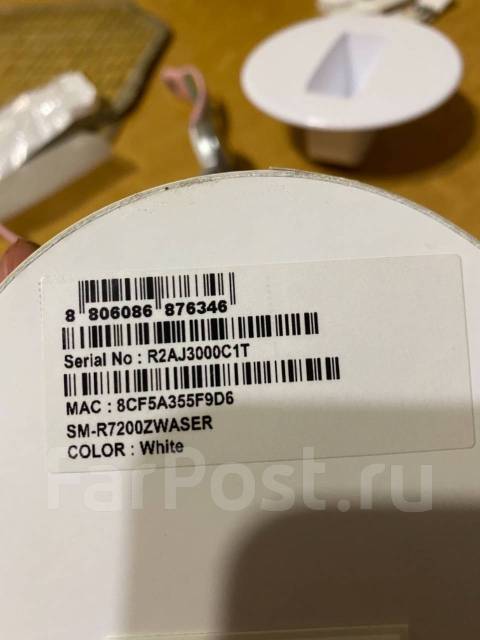 8 806086 876346
Serial No : R2AJ3000C1T
MAC : 8CF5A355F9D6
SM-R7200ZWASER
COLOR : White
FarPost.ru